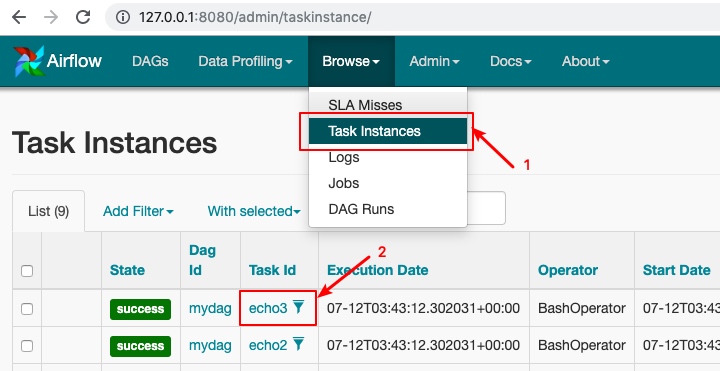 127.0.0.1:8080/admin/taskinstance/
Airflow DAGs Data Profiling Browse Admin Docs About
SLA Misses
Task Instances
Logs
Jobs
DAG Runs
1
Task Instances
List (9) Add Filter With selected
2
State Dag Id Task Id Execution Date Operator Start Date
success mydag echo3 07-12T03:43:12.302031+00:00 BashOperator 07-12T03:43
success mydag echo2 07-12T03:43:12.302031+00:00 BashOperator 07-12T03:43